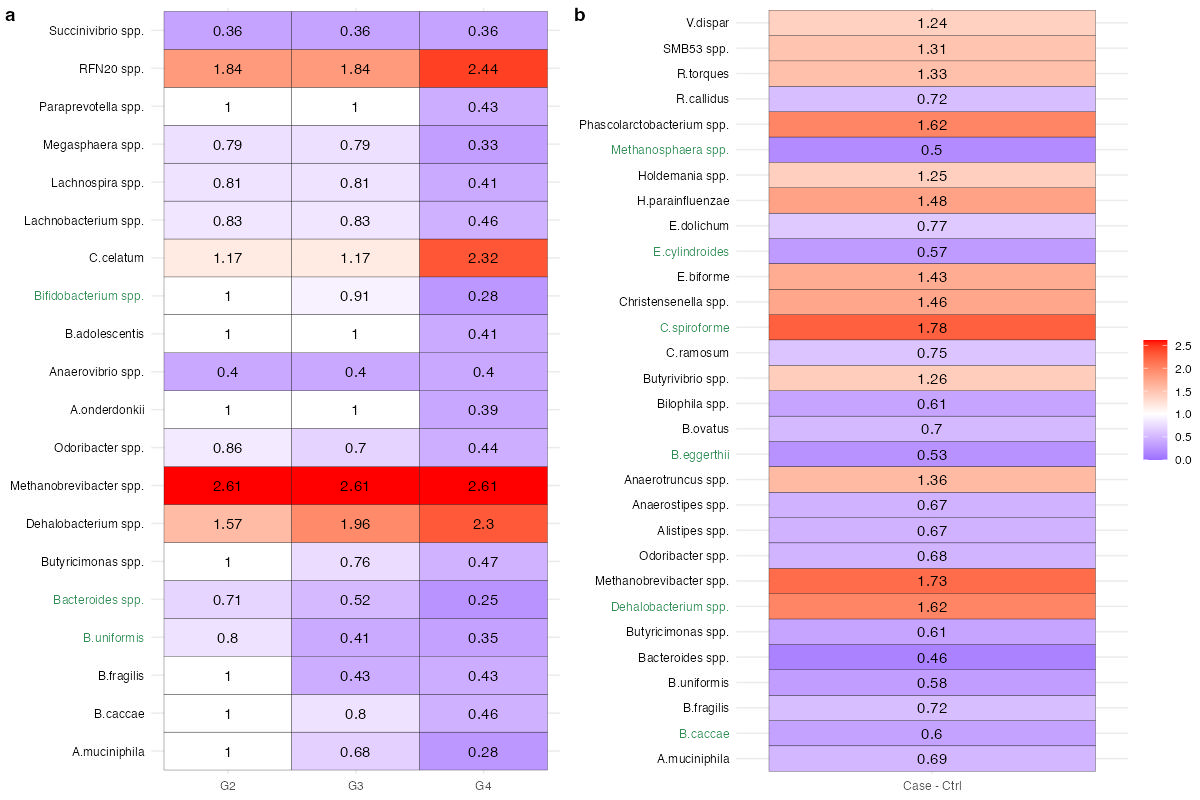 a
Succinivibrio spp. 0.36 0.36 0.36
RFN20 spp. 1.84 1.84 2.44
Paraprevotella spp. 1 1 0.43
Megasphaera spp. 0.79 0.79 0.33
Lachnospira spp. 0.81 0.81 0.41
Lachnobacterium spp. 0.83 0.83 0.46
C.celatum 1.17 1.17 2.32
Bifidobacterium spp. 1 0.91 0.28
B.adolescentis 1 1 0.41
Anaerovibrio spp. 0.4 0.4 0.4
A.onderdonkii 1 1 0.39
Odoribacter spp. 0.86 0.7 0.44
Methanobrevibacter spp. 2.61 2.61 2.61
Dehalobacterium spp. 1.57 1.96 2.3
Butyricimonas spp. 1 0.76 0.47
Bacteroides spp. 0.71 0.52 0.25
B.uniformis 0.8 0.41 0.35
B.fragilis 1 0.43 0.43
B.caccae 1 0.8 0.46
A.muciniphila 1 0.68 0.28
G2 G3 G4
b
V.dispar 1.24
SMB53 spp. 1.31
R.torques 1.33
R.callidus 0.72
Phascolarctobacterium spp. 1.62
Methanosphaera spp. 0.5
Holdemania spp. 1.25
H.parainfluenzae 1.48
E.dolichum 0.77
E.cylindroides 0.57
E.biforme 1.43
Christensenella spp. 1.46
C.spiroforme 1.78
C.ramosum 0.75
Butyrivibrio spp. 1.26
Bilophila spp. 0.61
B.ovatus 0.7
B.eggerthii 0.53
Anaerotruncus spp. 1.36
Anaerostipes spp. 0.67
Alistipes spp. 0.67
Odoribacter spp. 0.68
Methanobrevibacter spp. 1.73
Dehalobacterium spp. 1.62
Butyricimonas spp. 0.61
Bacteroides spp. 0.46
B.uniformis 0.58
B.fragilis 0.72
B.caccae 0.6
A.muciniphila 0.69
Case - Ctrl
2.5
2.0
1.5
1.0
0.5
0.0